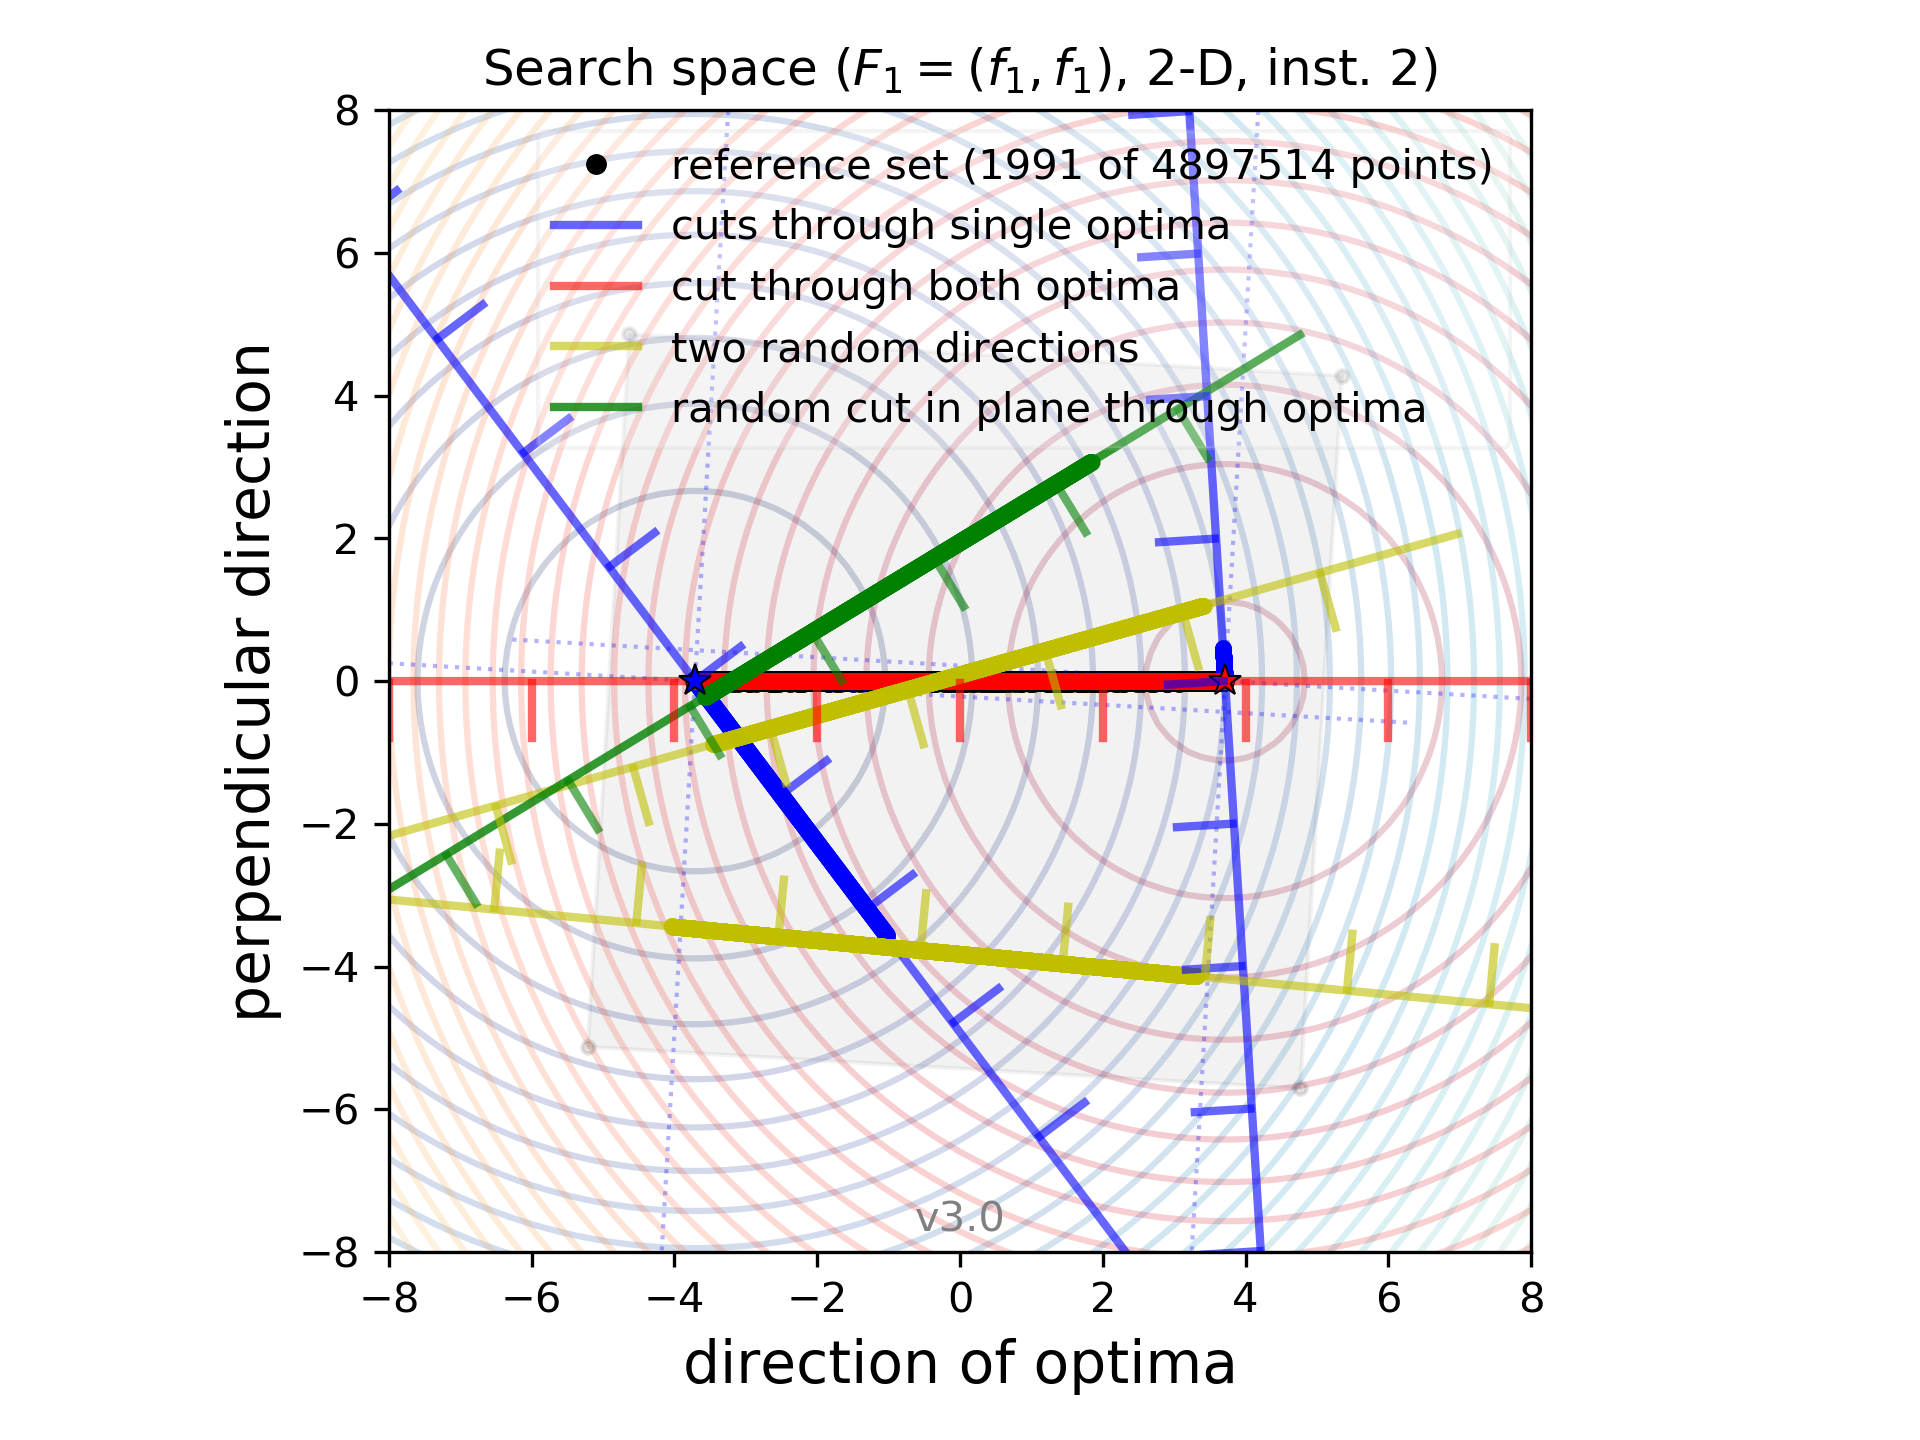 Search space (F₁ = (f₁, f₁), 2-D, inst. 2)
reference set (1991 of 4897514 points)
cuts through single optima
cut through both optima
two random directions
random cut in plane through optima
8
6
4
2
0
−2
−4
−6
−8
perpendicular direction
v3.0
−8 −6 −4 −2 0 2 4 6 8
direction of optima